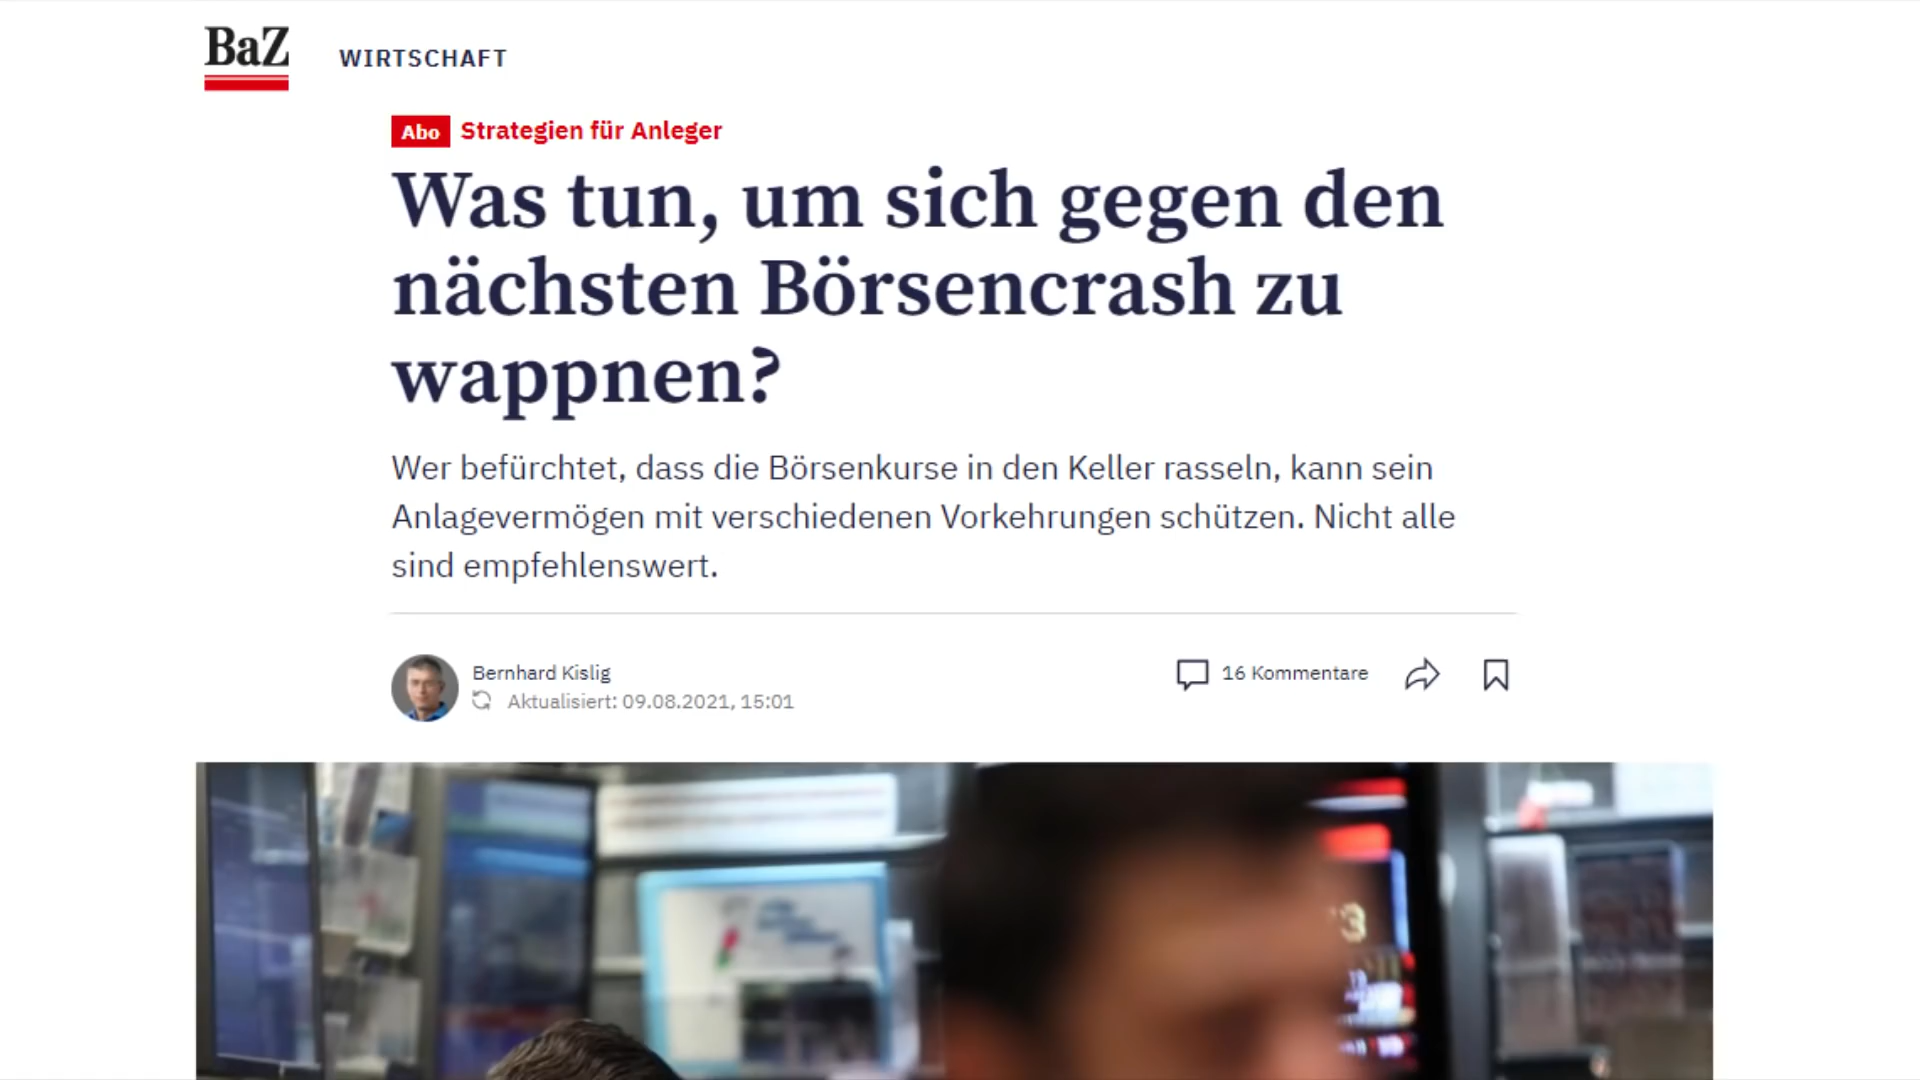 BaZ
WIRTSCHAFT
Abo Strategien für Anleger
Was tun, um sich gegen den
nächsten Börsencrash zu
wappnen?
Wer befürchtet, dass die Börsenkurse in den Keller rasseln, kann sein
Anlagevermögen mit verschiedenen Vorkehrungen schützen. Nicht alle
sind empfehlenswert.
Bernhard Kislig
Aktualisiert: 09.08.2021, 15:01
16 Kommentare